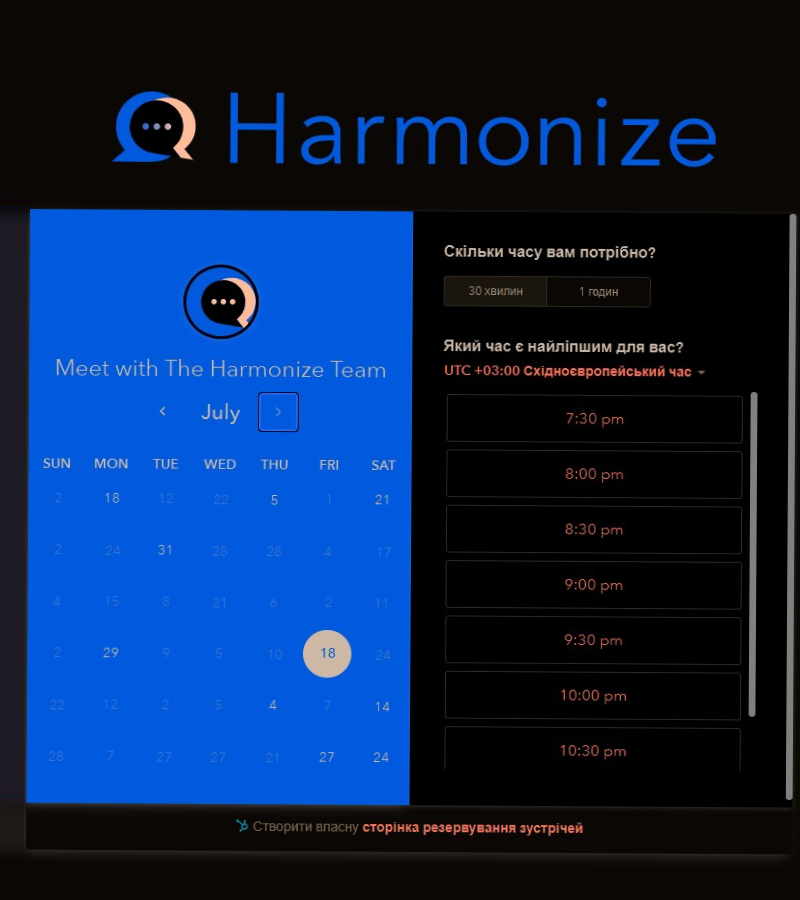 Harmonize
Meet with The Harmonize Team
July
SUN MON TUE WED THU FRI SAT
2 18 12 22 5 1 21
2 24 31 28 28 4 17
4 15 8 21 6 2 11
2 29 9 5 10 18 24
22 12 2 5 4 7 14
28 7 27 27 21 27 24
Скільки часу вам потрібно?
30 хвилин 1 годин
Який час є найліпшим для вас?
UTC +03:00 Східноєвропейський час
7:30 pm
8:00 pm
8:30 pm
9:00 pm
9:30 pm
10:00 pm
10:30 pm
Створити власну сторінка резервування зустрічей